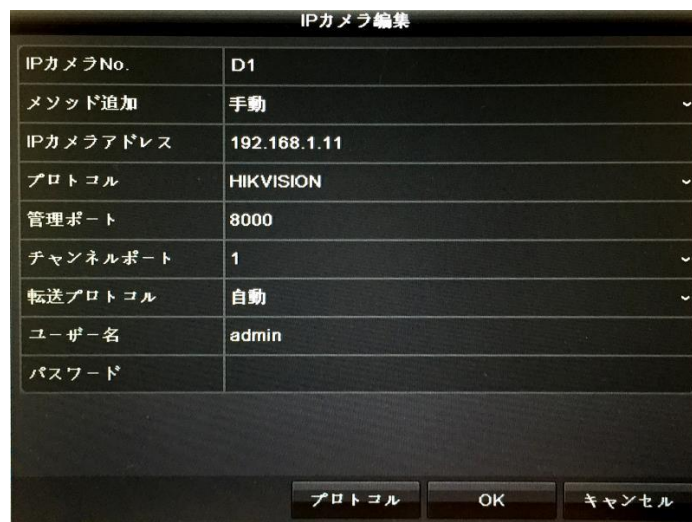 IPカメラ編集
IPカメラNo. D1
メソッド追加 手動
IPカメラアドレス 192.168.1.11
プロトコル HIKVISION
管理ポート 8000
チャンネルポート 1
転送プロトコル 自動
ユーザー名 admin
パスワード
プロトコル OK キャンセル